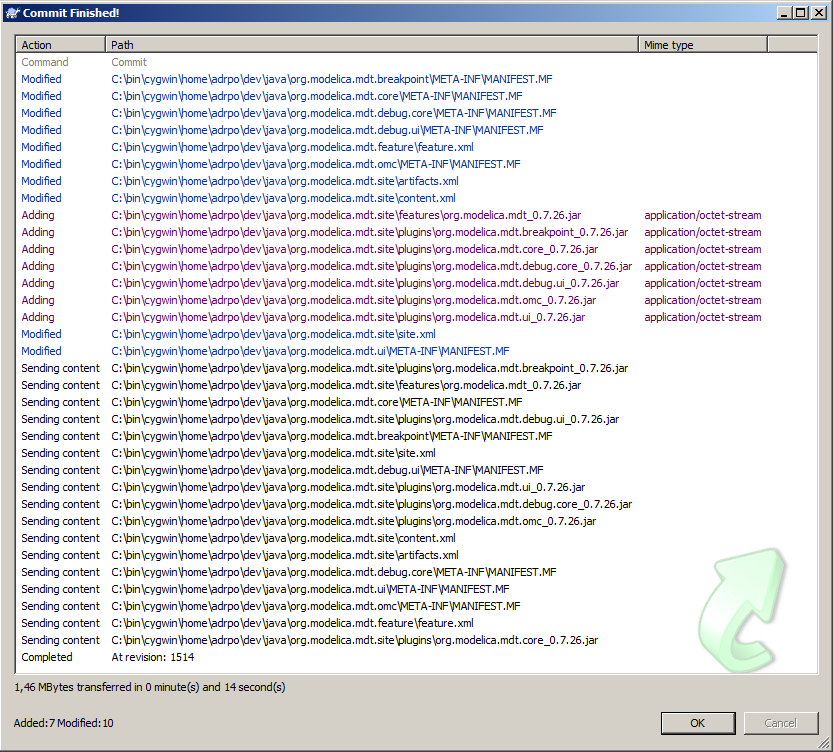 Commit Finished!
Action Path Mime type
Command Commit
Modified C:\bin\cygwin\home\adrpo\dev\java\org.modelica.mdt.breakpoint\META-INF\MANIFEST.MF
Modified C:\bin\cygwin\home\adrpo\dev\java\org.modelica.mdt.core\META-INF\MANIFEST.MF
Modified C:\bin\cygwin\home\adrpo\dev\java\org.modelica.mdt.debug.core\META-INF\MANIFEST.MF
Modified C:\bin\cygwin\home\adrpo\dev\java\org.modelica.mdt.debug.ui\META-INF\MANIFEST.MF
Modified C:\bin\cygwin\home\adrpo\dev\java\org.modelica.mdt.feature\feature.xml
Modified C:\bin\cygwin\home\adrpo\dev\java\org.modelica.mdt.omc\META-INF\MANIFEST.MF
Modified C:\bin\cygwin\home\adrpo\dev\java\org.modelica.mdt.site\artifacts.xml
Modified C:\bin\cygwin\home\adrpo\dev\java\org.modelica.mdt.site\content.xml
Adding C:\bin\cygwin\home\adrpo\dev\java\org.modelica.mdt.site\features\org.modelica.mdt_0.7.26.jar application/octet-stream
Adding C:\bin\cygwin\home\adrpo\dev\java\org.modelica.mdt.site\plugins\org.modelica.mdt.breakpoint_0.7.26.jar application/octet-stream
Adding C:\bin\cygwin\home\adrpo\dev\java\org.modelica.mdt.site\plugins\org.modelica.mdt.core_0.7.26.jar application/octet-stream
Adding C:\bin\cygwin\home\adrpo\dev\java\org.modelica.mdt.site\plugins\org.modelica.mdt.debug.core_0.7.26.jar application/octet-stream
Adding C:\bin\cygwin\home\adrpo\dev\java\org.modelica.mdt.site\plugins\org.modelica.mdt.debug.ui_0.7.26.jar application/octet-stream
Adding C:\bin\cygwin\home\adrpo\dev\java\org.modelica.mdt.site\plugins\org.modelica.mdt.omc_0.7.26.jar application/octet-stream
Adding C:\bin\cygwin\home\adrpo\dev\java\org.modelica.mdt.site\plugins\org.modelica.mdt.ui_0.7.26.jar application/octet-stream
Modified C:\bin\cygwin\home\adrpo\dev\java\org.modelica.mdt.site\site.xml
Modified C:\bin\cygwin\home\adrpo\dev\java\org.modelica.mdt.ui\META-INF\MANIFEST.MF
Sending content C:\bin\cygwin\home\adrpo\dev\java\org.modelica.mdt.site\plugins\org.modelica.mdt.breakpoint_0.7.26.jar
Sending content C:\bin\cygwin\home\adrpo\dev\java\org.modelica.mdt.site\features\org.modelica.mdt_0.7.26.jar
Sending content C:\bin\cygwin\home\adrpo\dev\java\org.modelica.mdt.core\META-INF\MANIFEST.MF
Sending content C:\bin\cygwin\home\adrpo\dev\java\org.modelica.mdt.site\plugins\org.modelica.mdt.debug.ui_0.7.26.jar
Sending content C:\bin\cygwin\home\adrpo\dev\java\org.modelica.mdt.breakpoint\META-INF\MANIFEST.MF
Sending content C:\bin\cygwin\home\adrpo\dev\java\org.modelica.mdt.site\site.xml
Sending content C:\bin\cygwin\home\adrpo\dev\java\org.modelica.mdt.debug.ui\META-INF\MANIFEST.MF
Sending content C:\bin\cygwin\home\adrpo\dev\java\org.modelica.mdt.site\plugins\org.modelica.mdt.ui_0.7.26.jar
Sending content C:\bin\cygwin\home\adrpo\dev\java\org.modelica.mdt.site\plugins\org.modelica.mdt.debug.core_0.7.26.jar
Sending content C:\bin\cygwin\home\adrpo\dev\java\org.modelica.mdt.site\plugins\org.modelica.mdt.omc_0.7.26.jar
Sending content C:\bin\cygwin\home\adrpo\dev\java\org.modelica.mdt.site\content.xml
Sending content C:\bin\cygwin\home\adrpo\dev\java\org.modelica.mdt.site\artifacts.xml
Sending content C:\bin\cygwin\home\adrpo\dev\java\org.modelica.mdt.debug.core\META-INF\MANIFEST.MF
Sending content C:\bin\cygwin\home\adrpo\dev\java\org.modelica.mdt.ui\META-INF\MANIFEST.MF
Sending content C:\bin\cygwin\home\adrpo\dev\java\org.modelica.mdt.omc\META-INF\MANIFEST.MF
Sending content C:\bin\cygwin\home\adrpo\dev\java\org.modelica.mdt.feature\feature.xml
Sending content C:\bin\cygwin\home\adrpo\dev\java\org.modelica.mdt.site\plugins\org.modelica.mdt.core_0.7.26.jar
Completed At revision: 1514
1,46 MBytes transferred in 0 minute(s) and 14 second(s)
Added:7 Modified:10
OK Cancel